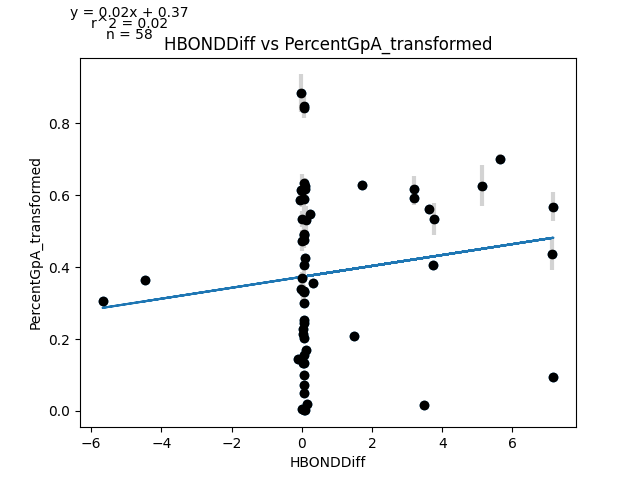 y = 0.02x + 0.37
r^2 = 0.02
n = 58
HBONDDiff vs PercentGpA_transformed
PercentGpA_transformed
0.8
0.6
0.4
0.2
0.0
−6
−4
−2
0
2
4
6
HBONDDiff